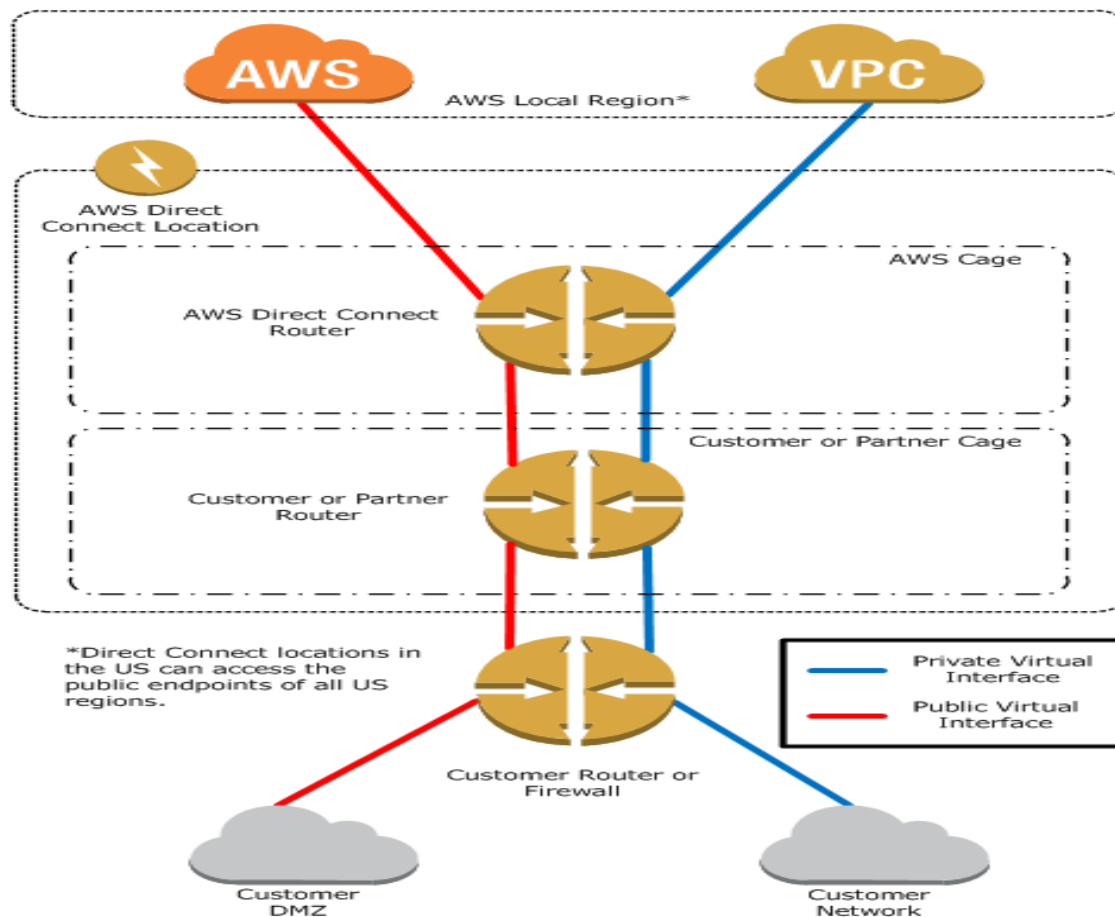 AWS
VPC
AWS Local Region*
AWS Direct
Connect Location
AWS Cage
AWS Direct Connect
Router
Customer or Partner Cage
Customer or Partner
Router
*Direct Connect locations in
the US can access the
public endpoints of all US
regions.
Private Virtual
Interface
Public Virtual
Interface
Customer Router or
Firewall
Customer
DMZ
Customer
Network